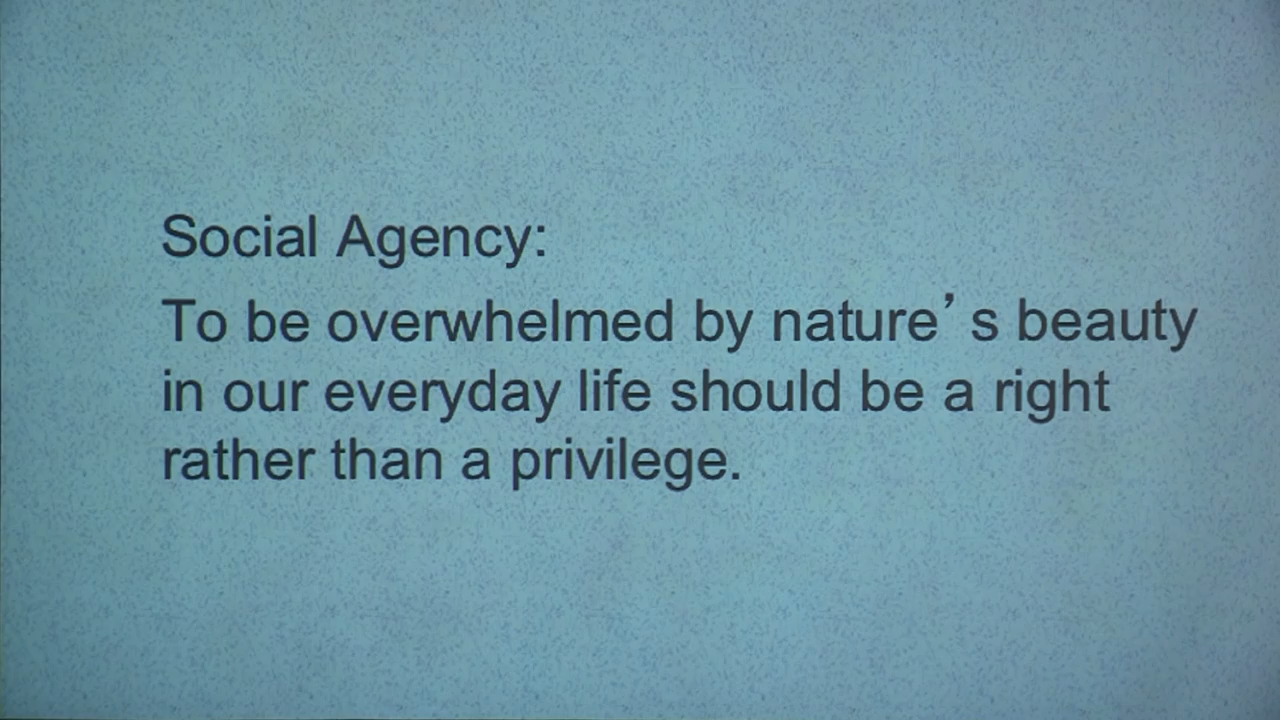 Social Agency:
To be overwhelmed by nature’s beauty
in our everyday life should be a right
rather than a privilege.